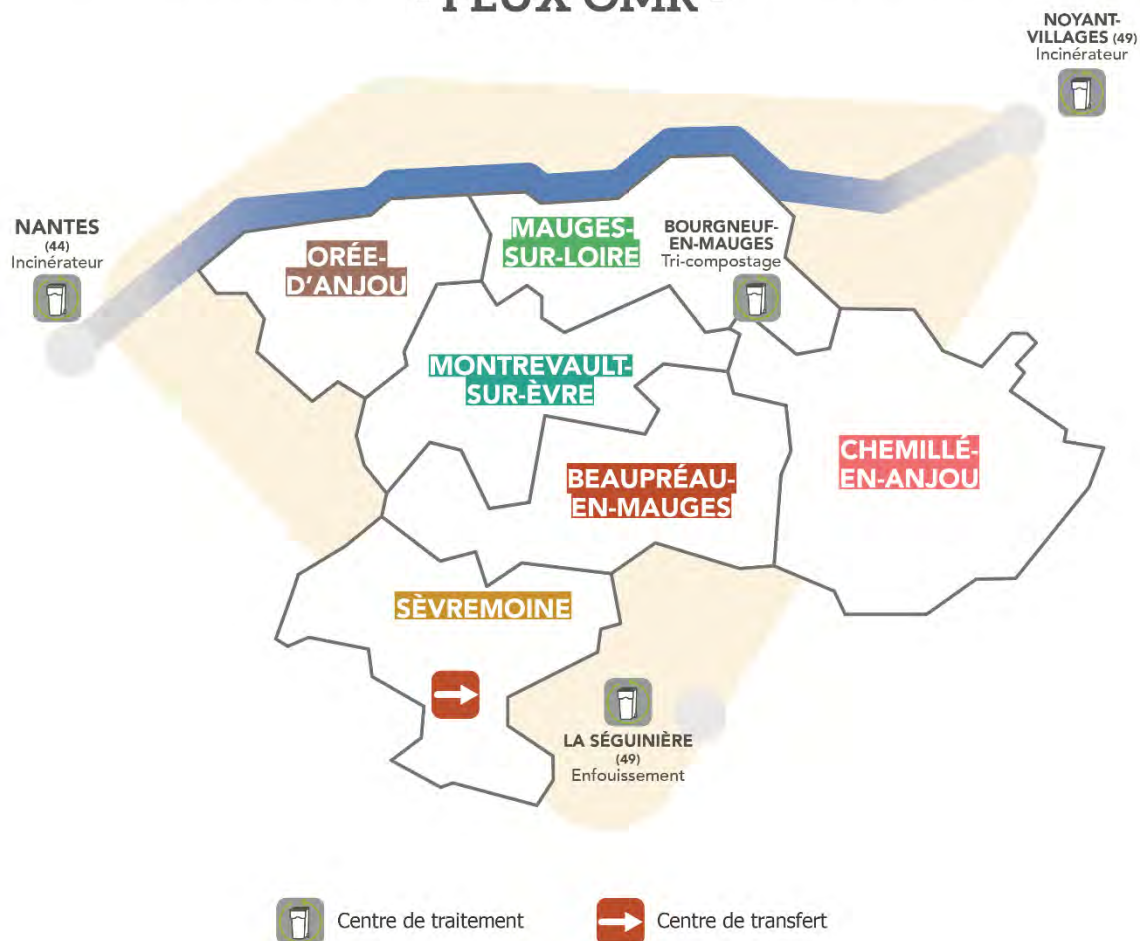 FLUX OMR
NOYANT-
VILLAGES (49)
Incinérateur
NANTES
(44)
Incinérateur
ORÉE-
D'ANJOU
MAUGES-
SUR-LOIRE
BOURGNEUF-
EN-MAUGES
Tri-compostage
MONTREVAULT-
SUR-ÈVRE
BEAUPRÉAU-
EN-MAUGES
CHEMILLÉ-
EN-ANJOU
SÈVREMOINE
LA SÉGUINIÈRE
(49)
Enfouissement
Centre de traitement
Centre de transfert